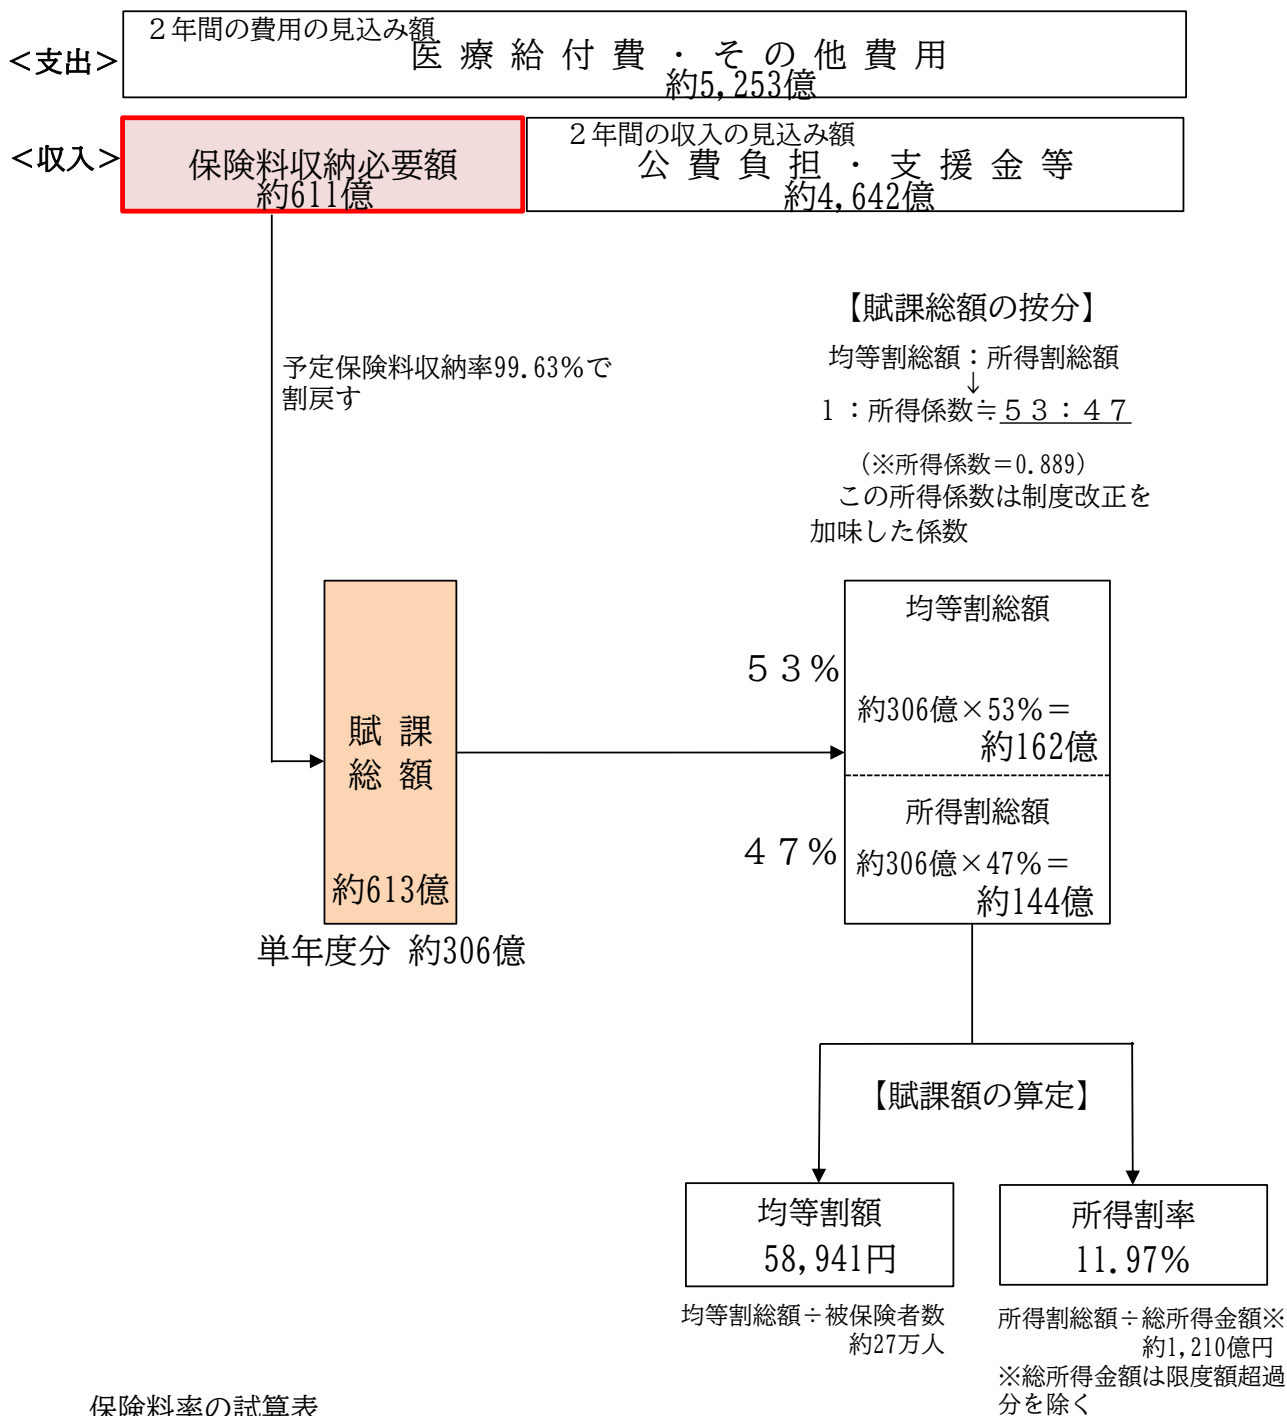 ２年間の費用の見込み額
＜支出＞
医療給付費・その他費用
約5,253億
２年間の収入の見込み額
＜収入＞
保険料収納必要額
約611億
公費負担・支援金等
約4,642億
【賦課総額の按分】
均等割総額：所得割総額
↓
１：所得係数≒５３：４７
（※所得係数＝0.889）
この所得係数は制度改正を
加味した係数
予定保険料収納率99.63％で
割戻す
賦課
総額
約613億
単年度分 約306億
５３％
均等割総額
約306億×53％＝
約162億
４７％
所得割総額
約306億×47％＝
約144億
【賦課額の算定】
均等割額
58,941円
均等割総額÷被保険者数
約27万人
所得割率
11.97％
所得割総額÷総所得金額※
約1,210億円
※総所得金額は限度額超過
分を除く
保険料率の試算表